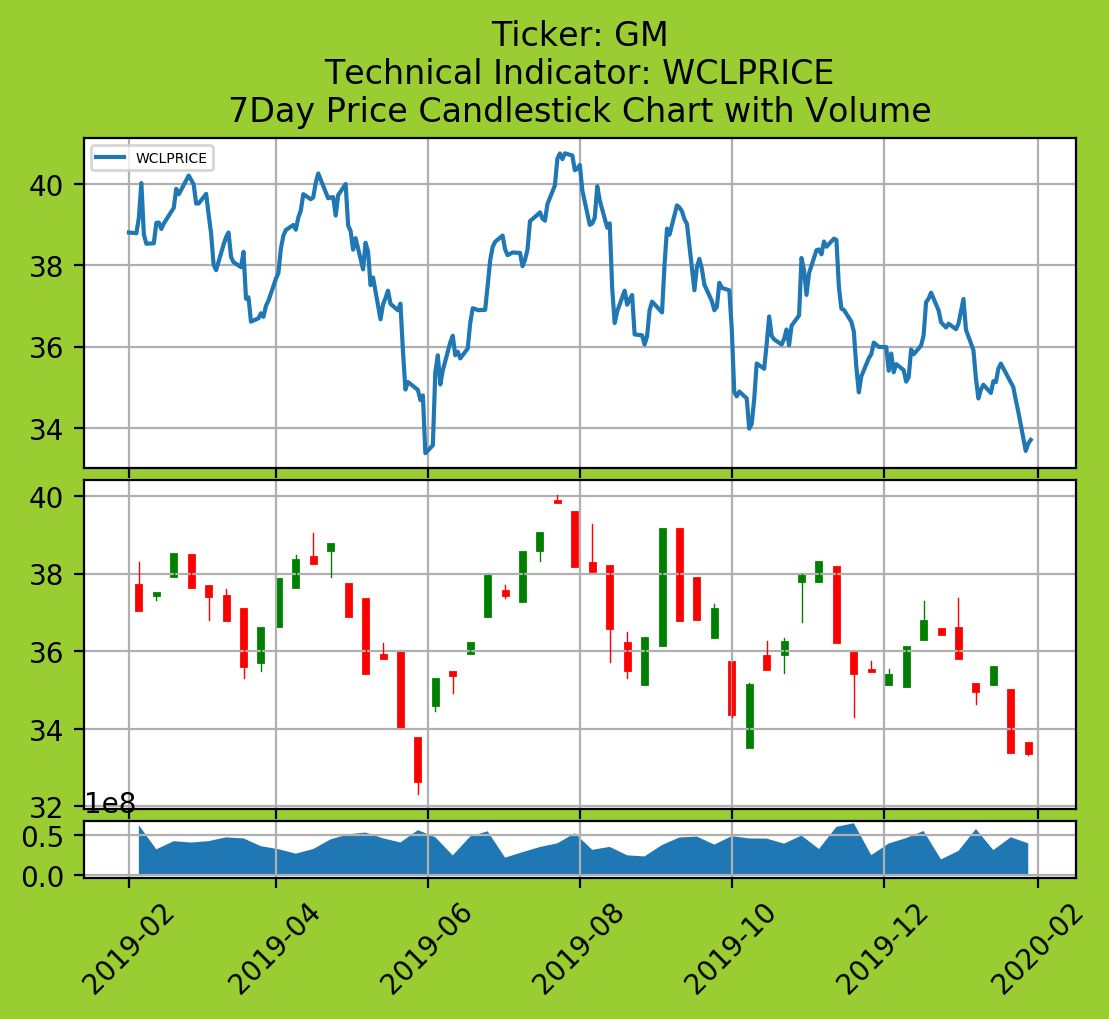 Ticker: GM
Technical Indicator: WCLPRICE
7Day Price Candlestick Chart with Volume
WCLPRICE
40
38
36
34
40
38
36
34
32
1e8
0.5
0.0
2019-02 2019-04 2019-06 2019-08 2019-10 2019-12 2020-02